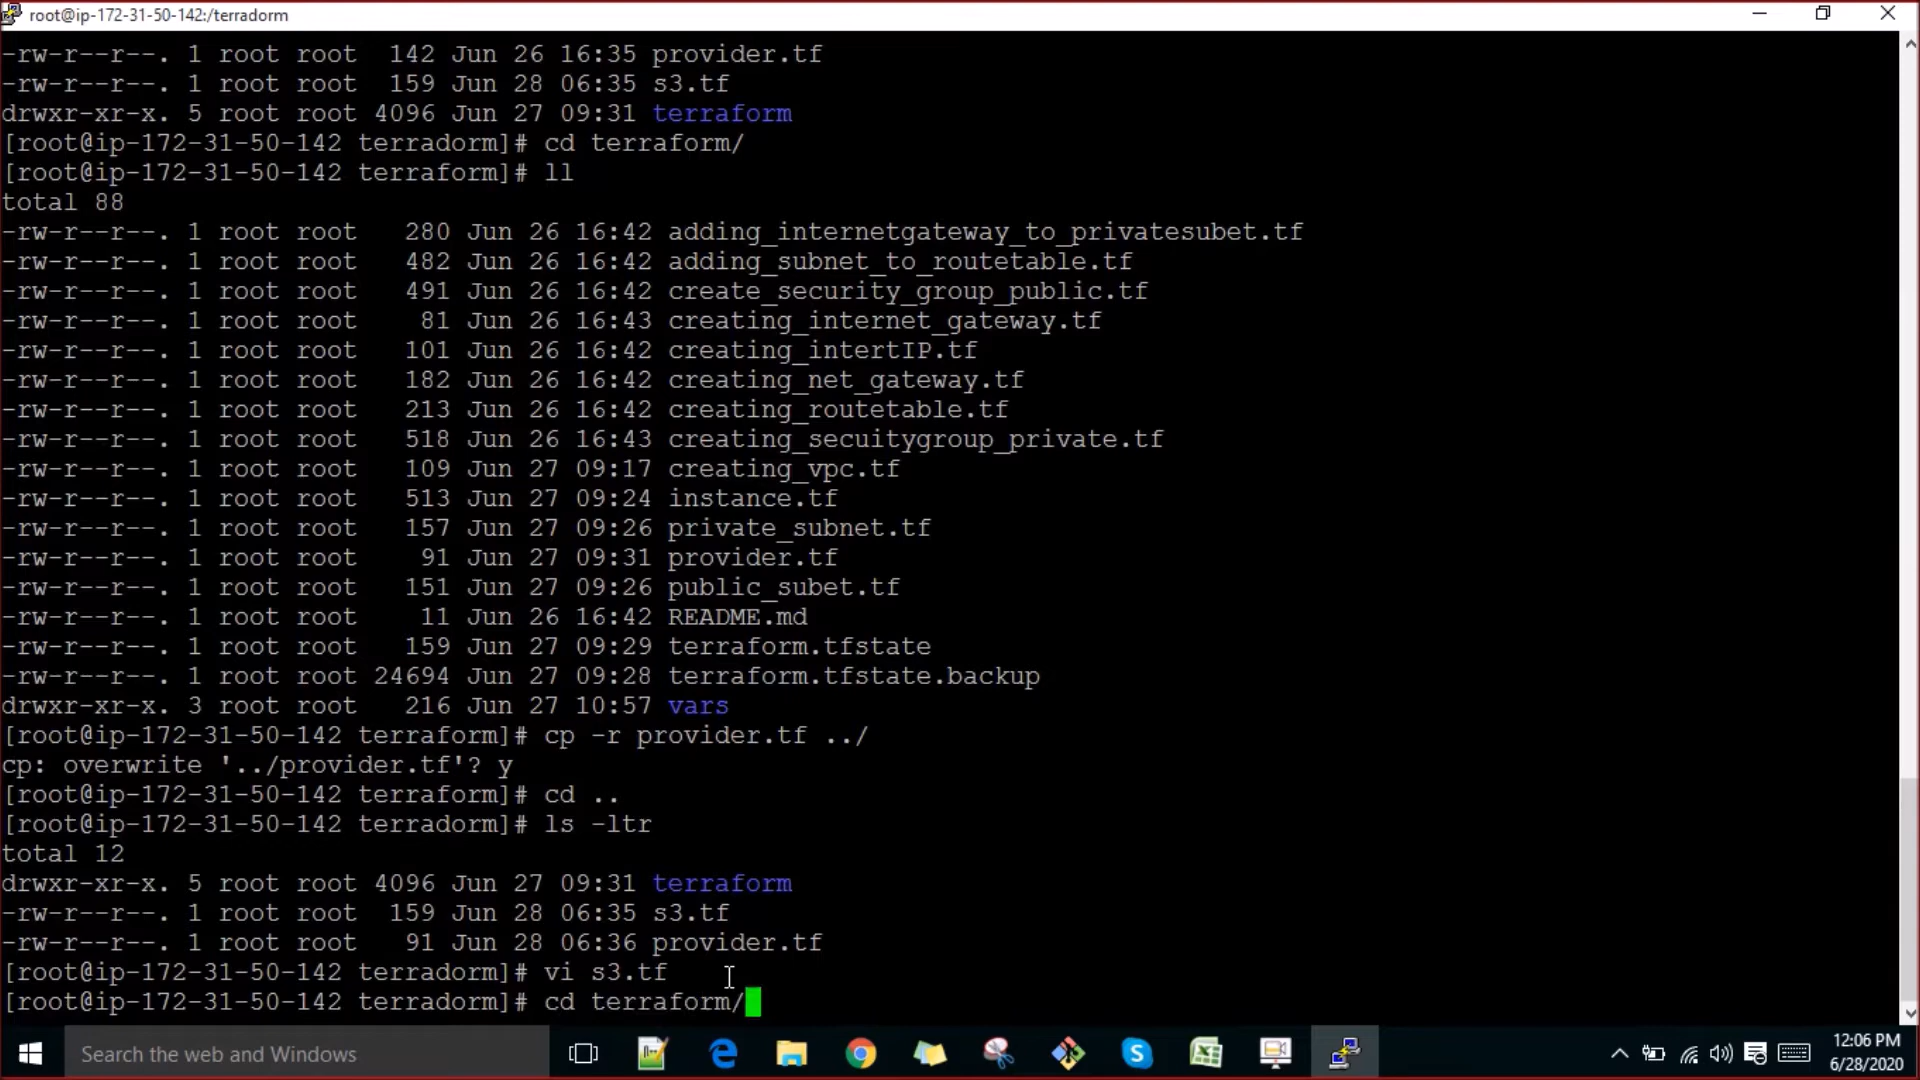 root@ip-172-31-50-142:/terradorm
-rw-r--r--. 1 root root  142 Jun 26 16:35 provider.tf
-rw-r--r--. 1 root root  159 Jun 28 06:35 s3.tf
drwxr-xr-x. 5 root root 4096 Jun 27 09:31 terraform
[root@ip-172-31-50-142 terradorm]# cd terraform/
[root@ip-172-31-50-142 terraform]# ll
total 88
-rw-r--r--. 1 root root   280 Jun 26 16:42 adding_internetgateway_to_privatesubet.tf
-rw-r--r--. 1 root root   482 Jun 26 16:42 adding_subnet_to_routetable.tf
-rw-r--r--. 1 root root   491 Jun 26 16:42 create_security_group_public.tf
-rw-r--r--. 1 root root    81 Jun 26 16:43 creating_internet_gateway.tf
-rw-r--r--. 1 root root   101 Jun 26 16:42 creating_intertIP.tf
-rw-r--r--. 1 root root   182 Jun 26 16:42 creating_net_gateway.tf
-rw-r--r--. 1 root root   213 Jun 26 16:42 creating_routetable.tf
-rw-r--r--. 1 root root   518 Jun 26 16:43 creating_secuitygroup_private.tf
-rw-r--r--. 1 root root   109 Jun 27 09:17 creating_vpc.tf
-rw-r--r--. 1 root root   513 Jun 27 09:24 instance.tf
-rw-r--r--. 1 root root   157 Jun 27 09:26 private_subnet.tf
-rw-r--r--. 1 root root    91 Jun 27 09:31 provider.tf
-rw-r--r--. 1 root root   151 Jun 27 09:26 public_subet.tf
-rw-r--r--. 1 root root    11 Jun 26 16:42 README.md
-rw-r--r--. 1 root root   159 Jun 27 09:29 terraform.tfstate
-rw-r--r--. 1 root root 24694 Jun 27 09:28 terraform.tfstate.backup
drwxr-xr-x. 3 root root   216 Jun 27 10:57 vars
[root@ip-172-31-50-142 terraform]# cp -r provider.tf ../
cp: overwrite '../provider.tf'? y
[root@ip-172-31-50-142 terraform]# cd ..
[root@ip-172-31-50-142 terradorm]# ls -ltr
total 12
drwxr-xr-x. 5 root root 4096 Jun 27 09:31 terraform
-rw-r--r--. 1 root root  159 Jun 28 06:35 s3.tf
-rw-r--r--. 1 root root   91 Jun 28 06:36 provider.tf
[root@ip-172-31-50-142 terradorm]# vi s3.tf
[root@ip-172-31-50-142 terradorm]# cd terraform/
Search the web and Windows
12:06 PM
6/28/2020